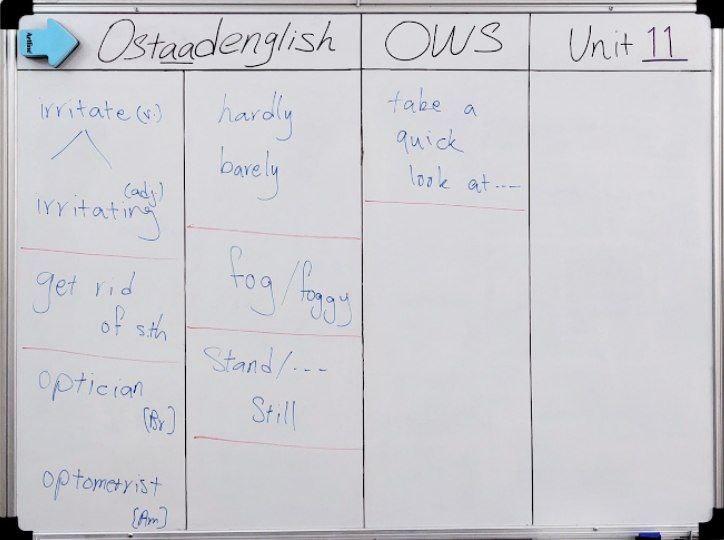 Ostaadenglish
OWS
Unit 11
irritate (v.)
(adj)
irritating
get rid
of s.th
optician
[Br]
optometrist
[Am]
hardly
barely
fog / foggy
Stand / ---
Still
take a
quick
look at ---